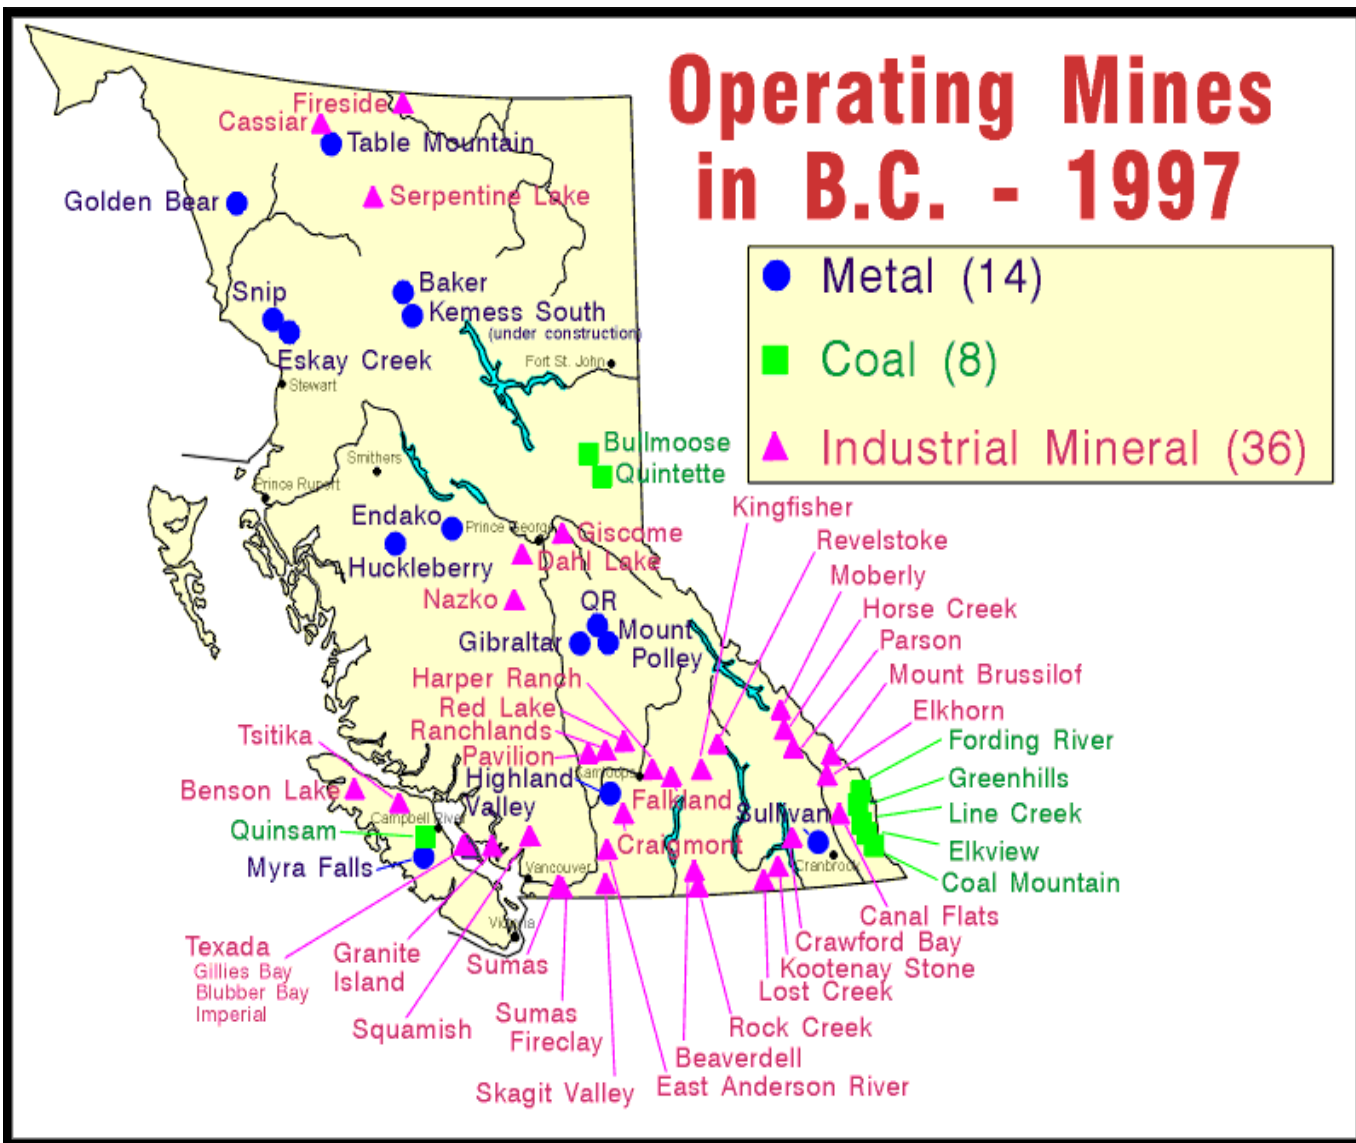 Operating Mines
in B.C. - 1997
Metal (14)
Coal (8)
Industrial Mineral (36)
Fireside
Cassiar
Table Mountain
Golden Bear
Serpentine Lake
Baker
Snip
Kemess South
(under construction)
Eskay Creek
Fort St. John
Stewart
Bullmoose
Smithers
Quintette
Prince Rupert
Kingfisher
Endako
Prince George
Giscome
Revelstoke
Dahl Lake
Huckleberry
Moberly
Nazko
QR
Horse Creek
Gibraltar
Mount
Polley
Parson
Harper Ranch
Mount Brussilof
Red Lake
Elkhorn
Ranchlands
Tsitika
Fording River
Pavilion
Kamloops
Highland
Valley
Greenhills
Benson Lake
Falkland
Sullivan
Line Creek
Campbell River
Quinsam
Craigmont
Elkview
Myra Falls
Vancouver
Cranbrook
Coal Mountain
Canal Flats
Victoria
Texada
Gillies Bay
Blubber Bay
Imperial
Granite
Island
Sumas
Crawford Bay
Kootenay Stone
Lost Creek
Squamish
Sumas
Fireclay
Rock Creek
Beaverdell
Skagit Valley
East Anderson River